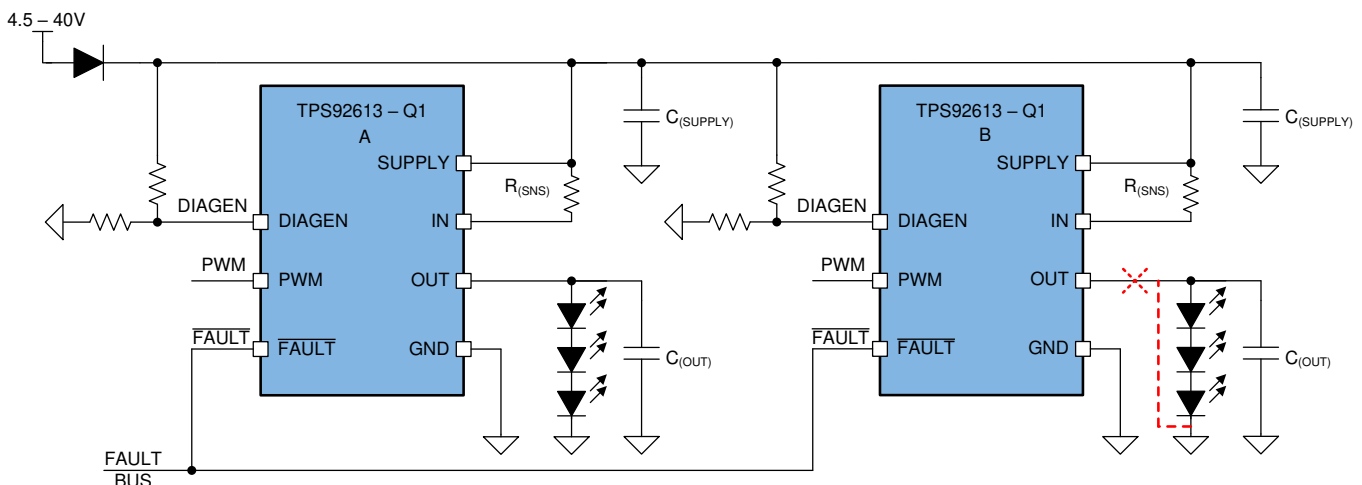 4.5 – 40V
TPS92613 – Q1
A
SUPPLY
R(SNS)
DIAGEN
DIAGEN
IN
PWM
PWM
OUT
FAULT
FAULT
GND
C(SUPPLY)
C(OUT)
TPS92613 – Q1
B
SUPPLY
R(SNS)
DIAGEN
DIAGEN
IN
PWM
PWM
OUT
FAULT
FAULT
GND
C(SUPPLY)
C(OUT)
FAULT
BUS